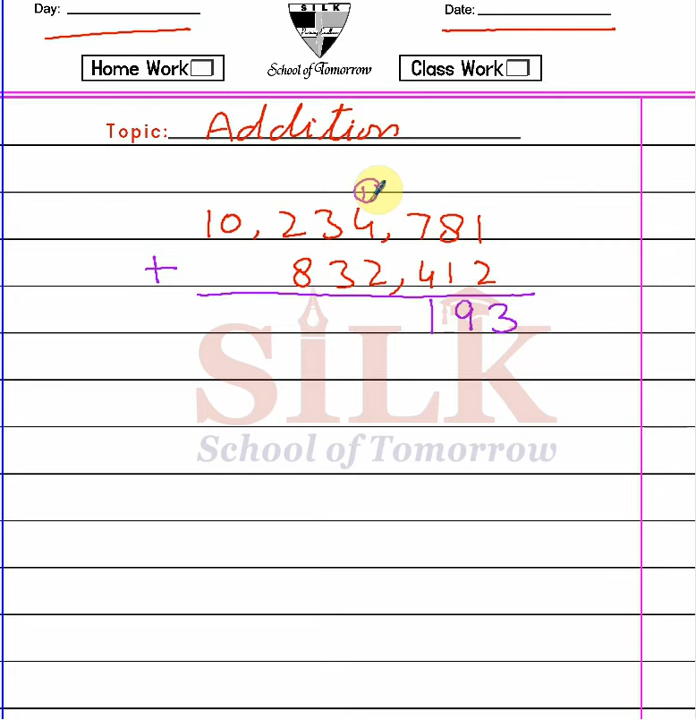 Day:
SILK
Date:
Home Work
School of Tomorrow
Class Work
Topic: Addition
1
10,234,781
+ 832,412
193
SiLK
School of Tomorrow